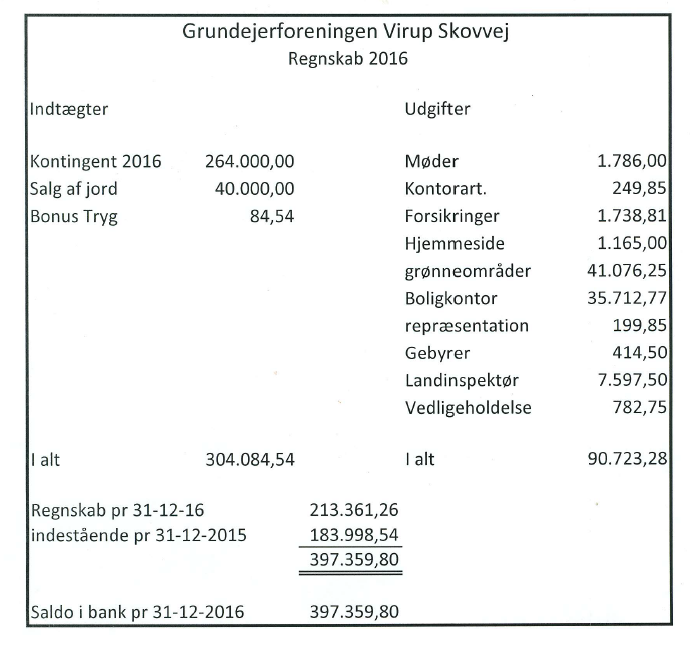 Grundejerforeningen Virup Skovvej
Regnskab 2016
Indtægter Udgifter
Kontingent 2016 264.000,00 Møder 1.786,00
Salg af jord 40.000,00 Kontorart. 249,85
Bonus Tryg 84,54 Forsikringer 1.738,81
Hjemmeside 1.165,00
grønneområder 41.076,25
Boligkontor 35.712,77
repræsentation 199,85
Gebyrer 414,50
Landinspektør 7.597,50
Vedligeholdelse 782,75
I alt 304.084,54 I alt 90.723,28
Regnskab pr 31-12-16 213.361,26
indestående pr 31-12-2015 183.998,54
397.359,80
Saldo i bank pr 31-12-2016 397.359,80